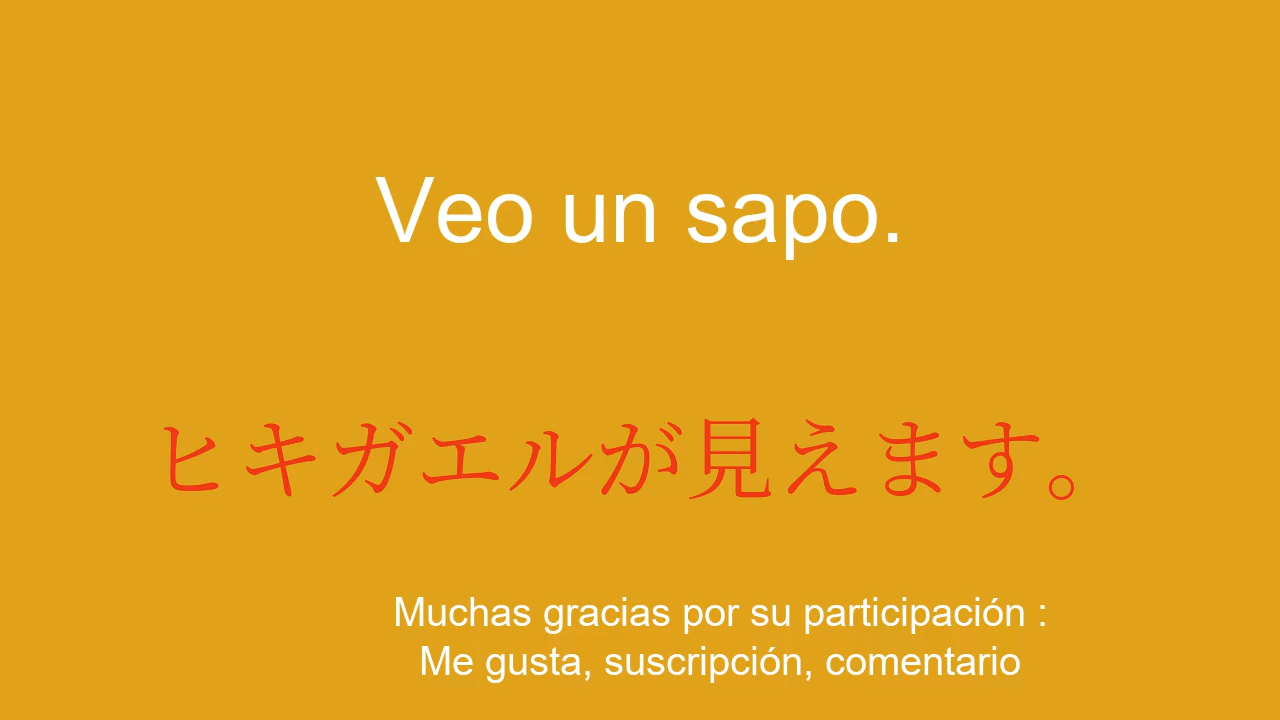 Veo un sapo.
ヒキガエルが見えます。
Muchas gracias por su participación :
Me gusta, suscripción, comentario